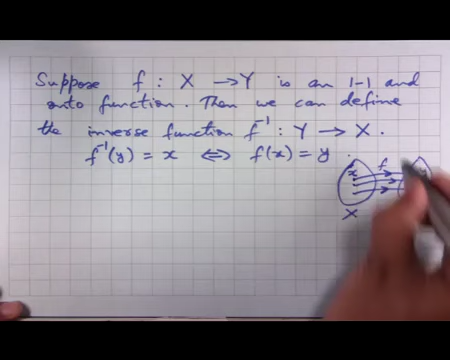 Suppose f : X → Y is an 1-1 and
onto function. Then we can define
the inverse function f⁻¹ : Y → X.
f⁻¹(y) = x ⇔ f(x) = y.
x f
X